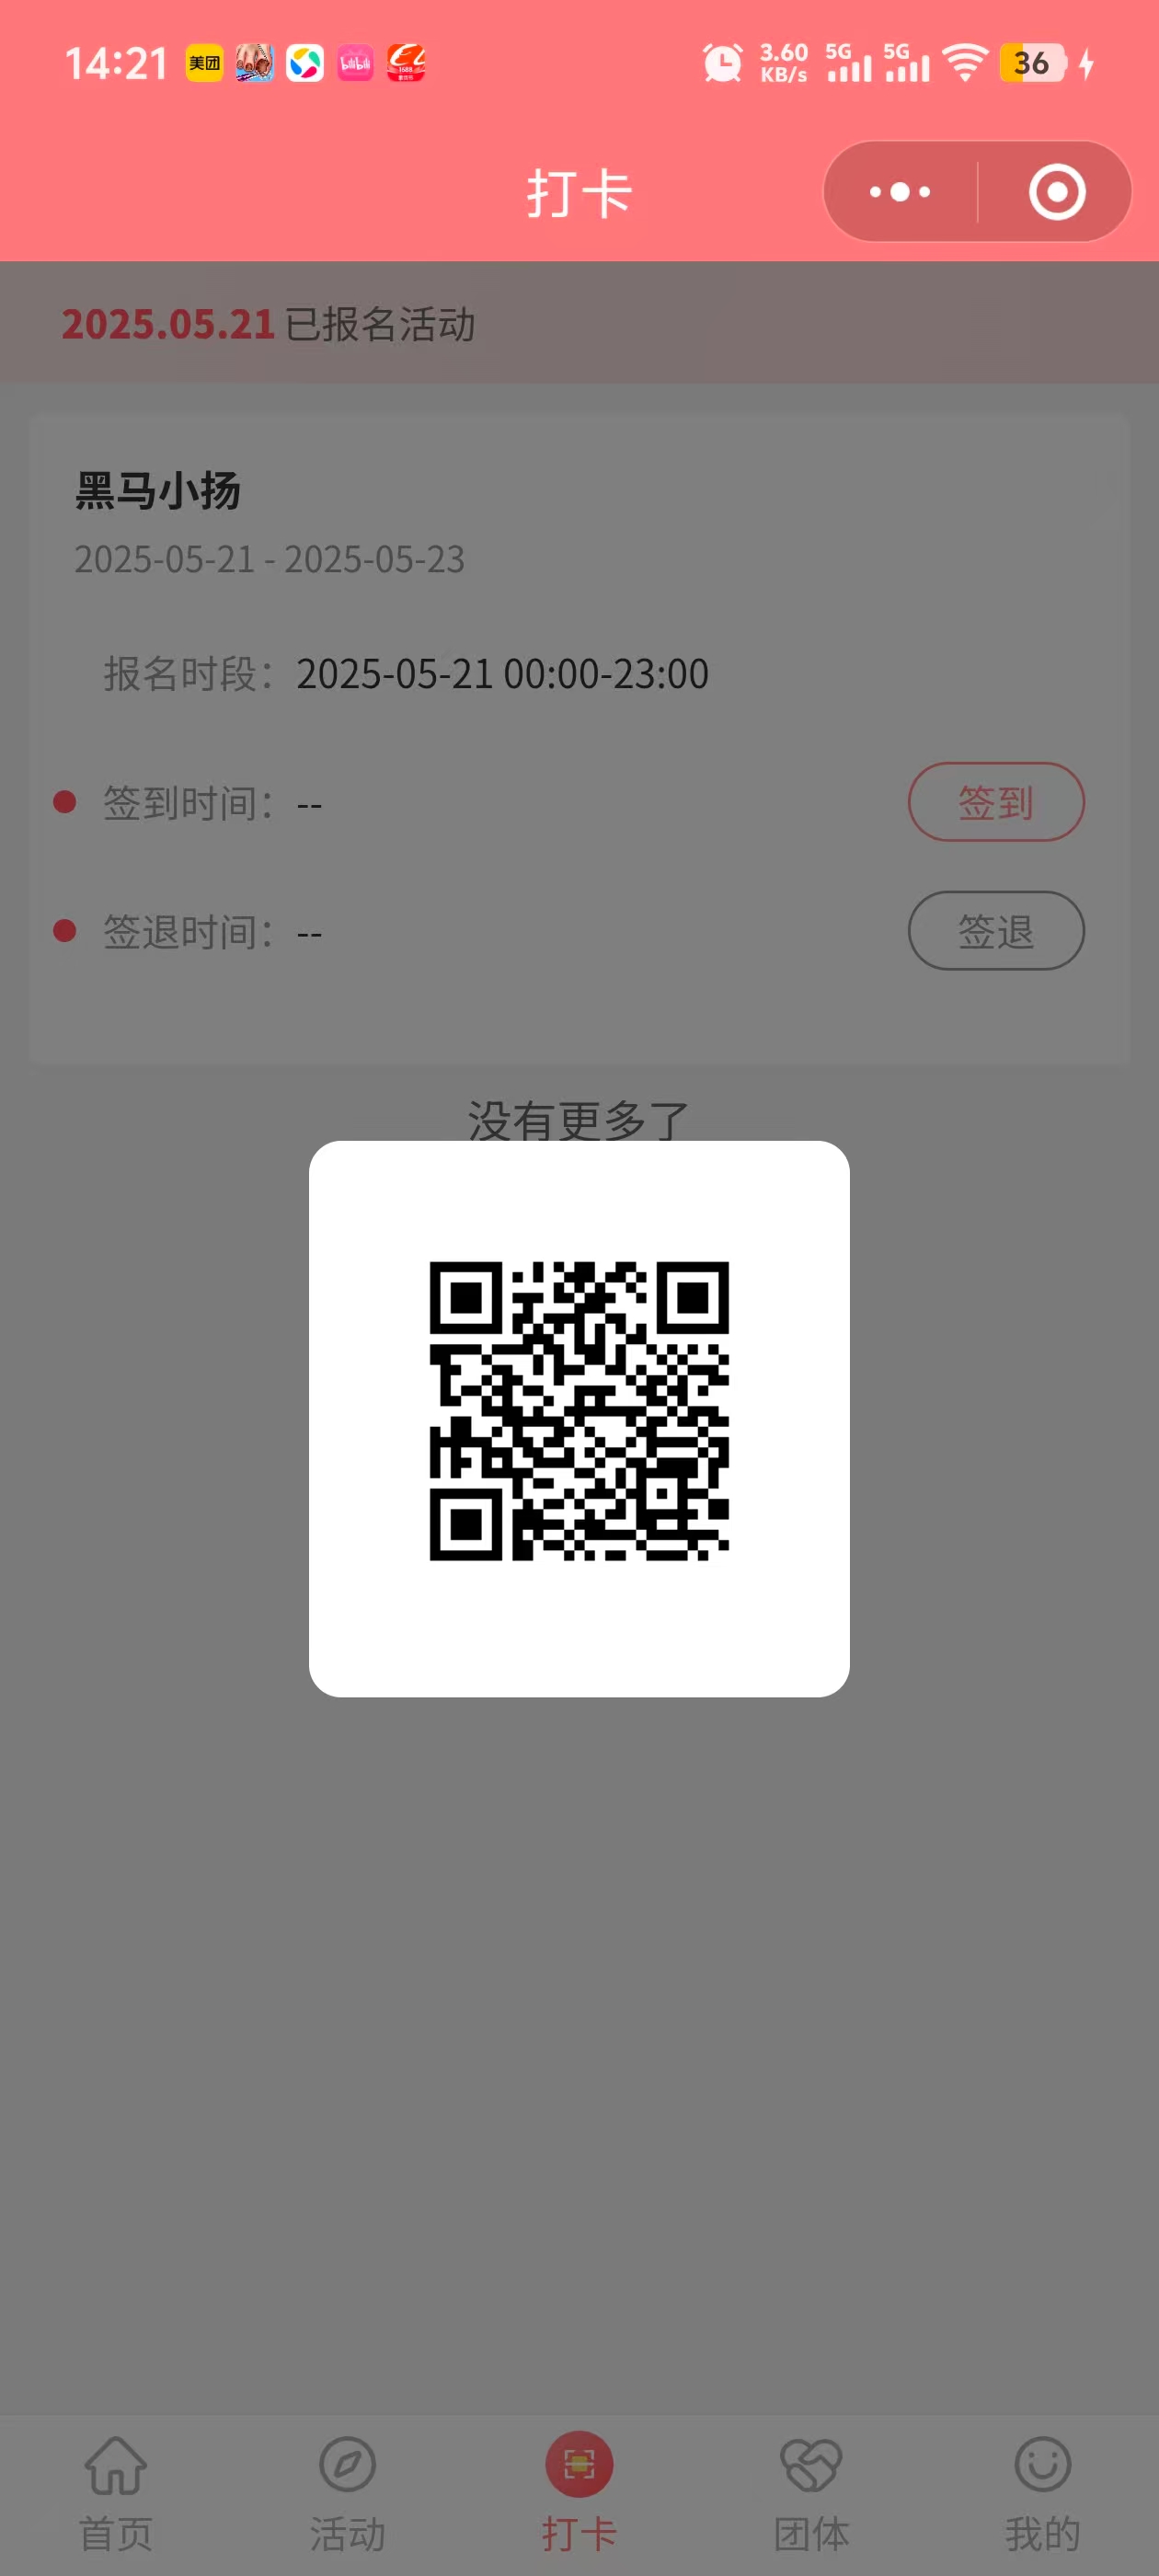 14:21 美团 bilibili 1688 3.60 KB/s 5G 5G 36
打卡
2025.05.21 已报名活动
黑马小扬
2025-05-21 - 2025-05-23
报名时段：2025-05-21 00:00-23:00
签到时间：-- 签到
签退时间：-- 签退
没有更多了
首页 活动 打卡 团体 我的